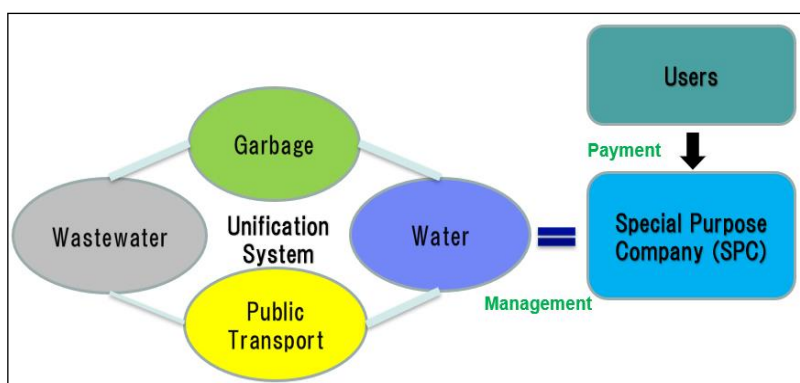 Users
Payment
Garbage
Special Purpose
Company (SPC)
Wastewater
Unification
System
Water
Management
Public
Transport